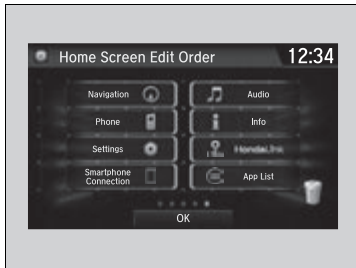 Home Screen Edit Order
12:34
Navigation
Audio
Phone
Info
Settings
HondaLink
Smartphone
Connection
App List
OK